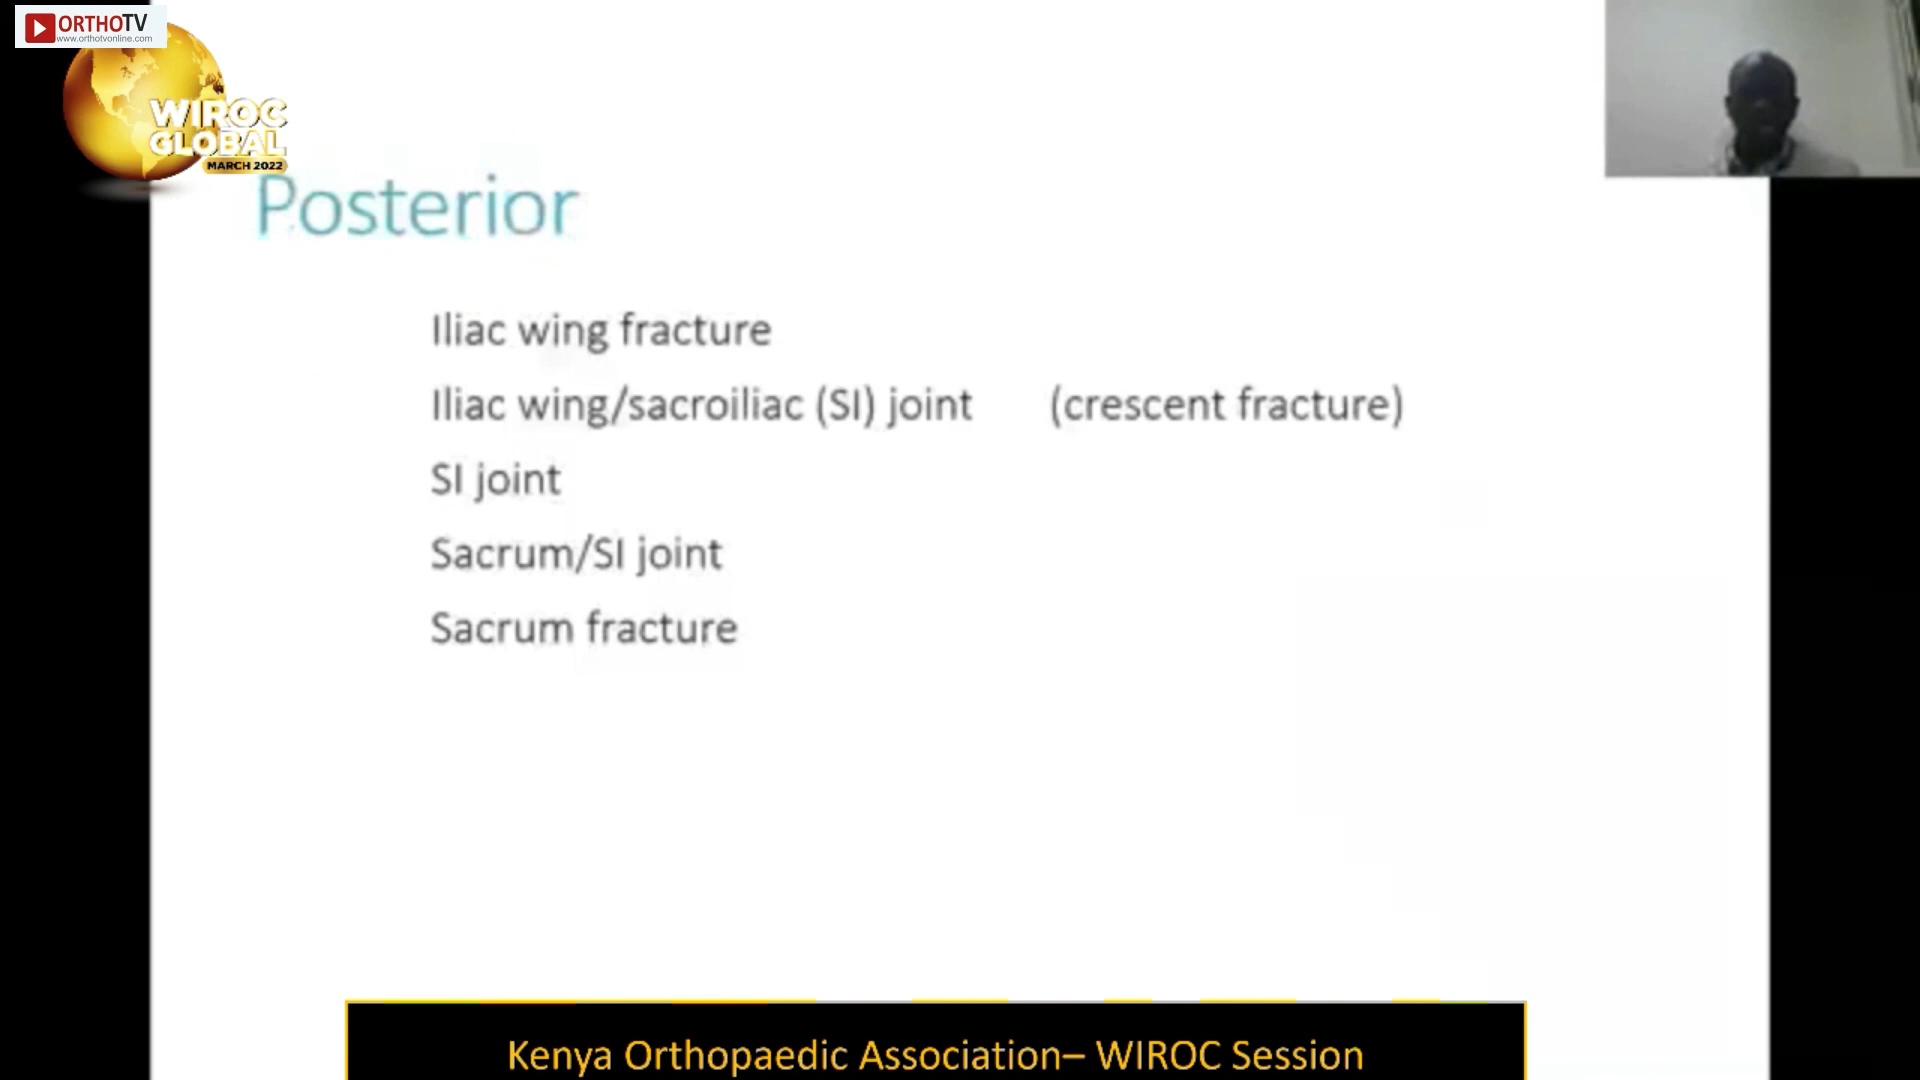 ORTHOTV
www.orthotvonline.com
WIROC
GLOBAL
MARCH 2022
Posterior
Iliac wing fracture
Iliac wing/sacroiliac (SI) joint (crescent fracture)
SI joint
Sacrum/SI joint
Sacrum fracture
Kenya Orthopaedic Association– WIROC Session